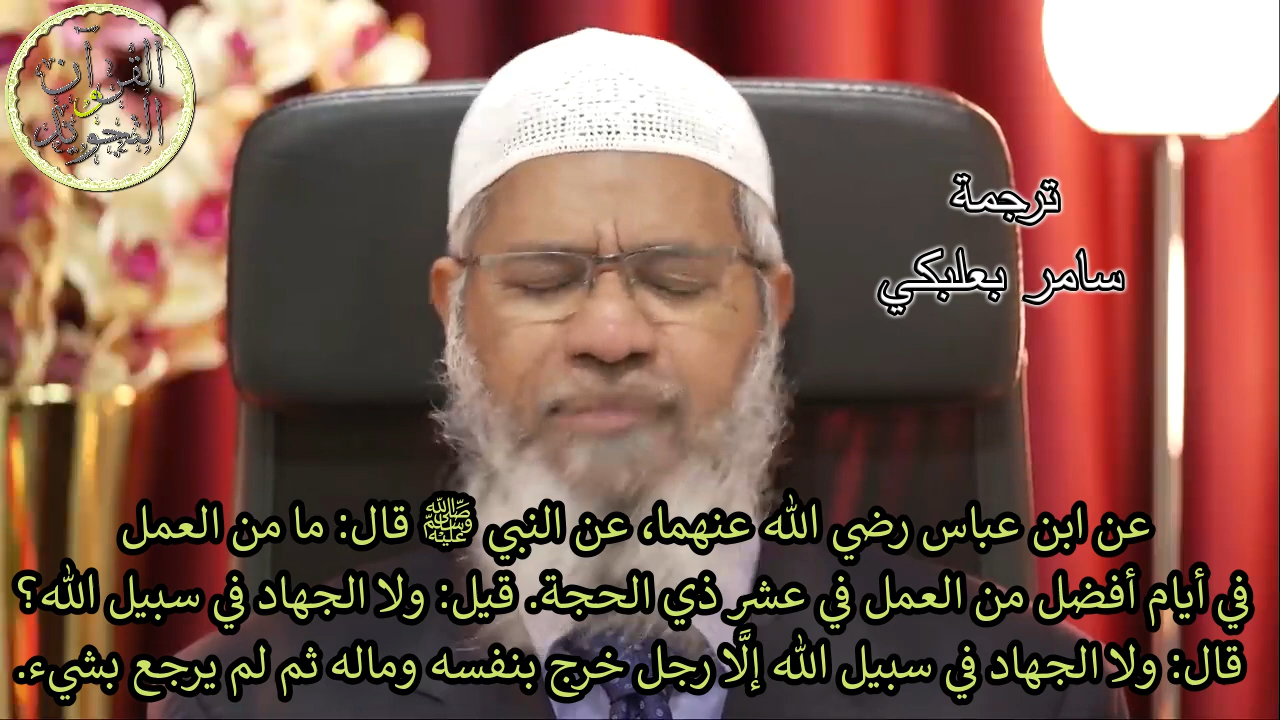 القرآن
و
التجويد
ترجمة
سامر بعلبكي
عن ابن عباس رضي الله عنهما، عن النبي ﷺ قال: ما من العمل
في أيام أفضل من العمل في عشر ذي الحجة. قيل: ولا الجهاد في سبيل الله؟
قال: ولا الجهاد في سبيل الله إلَّا رجل خرج بنفسه وماله ثم لم يرجع بشيء.